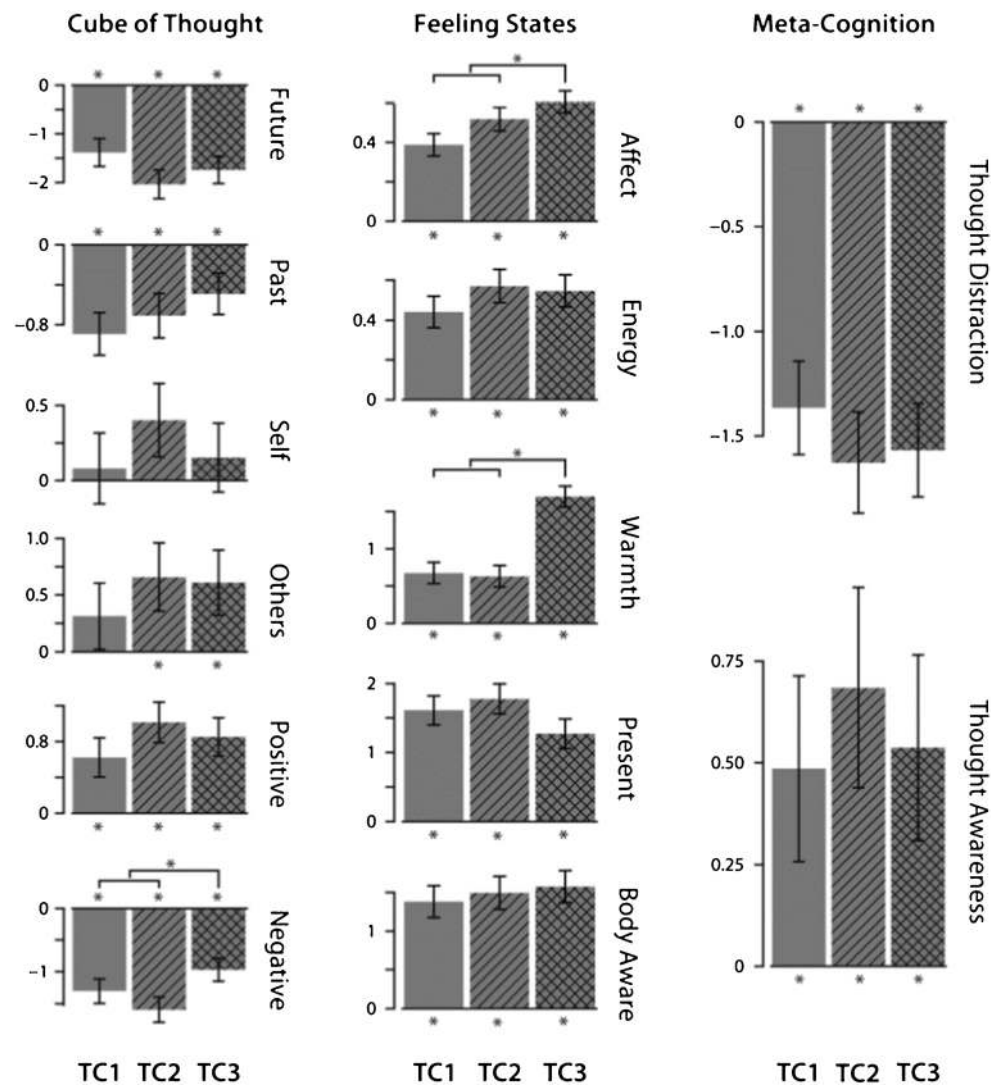 Cube of Thought
* * *
0
-1
-2
Future
* * *
0
-0.8
Past
0.5
0
Self
1.0
0.5
0
Others
* *
0.8
0
Positive
* * *
*
* * *
0
-1
Negative
TC1 TC2 TC3
Feeling States
*
0.4
0
Affect
* * *
0.4
0
Energy
* * *
*
1
0
Warmth
* * *
2
1
0
Present
* * *
1
0
Body Aware
* * *
TC1 TC2 TC3
Meta-Cognition
* * *
0
-0.5
-1.0
-1.5
Thought Distraction
0.75
0.50
0.25
0
Thought Awareness
* * *
TC1 TC2 TC3